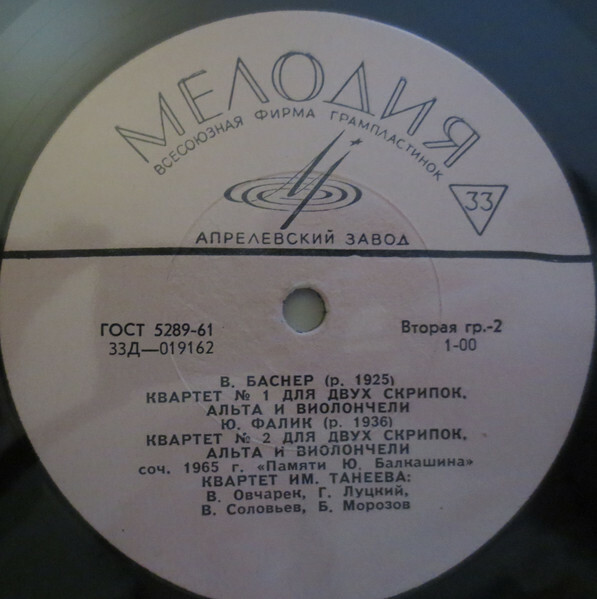 МЕЛОДИЯ
ВСЕСОЮЗНАЯ ФИРМА ГРАМПЛАСТИНОК
33
АПРЕЛЕВСКИЙ ЗАВОД
ГОСТ 5289-61
Вторая гр.-2
33Д—019162
1-00
В. БАСНЕР (р. 1925)
КВАРТЕТ № 1 ДЛЯ ДВУХ СКРИПОК,
АЛЬТА И ВИОЛОНЧЕЛИ
Ю. ФАЛИК (р. 1936)
КВАРТЕТ № 2 ДЛЯ ДВУХ СКРИПОК,
АЛЬТА И ВИОЛОНЧЕЛИ
соч. 1965 г. «Памяти Ю. Балкашина»
КВАРТЕТ ИМ. ТАНЕЕВА:
В. Овчарек, Г. Луцкий,
В. Соловьев, Б. Морозов